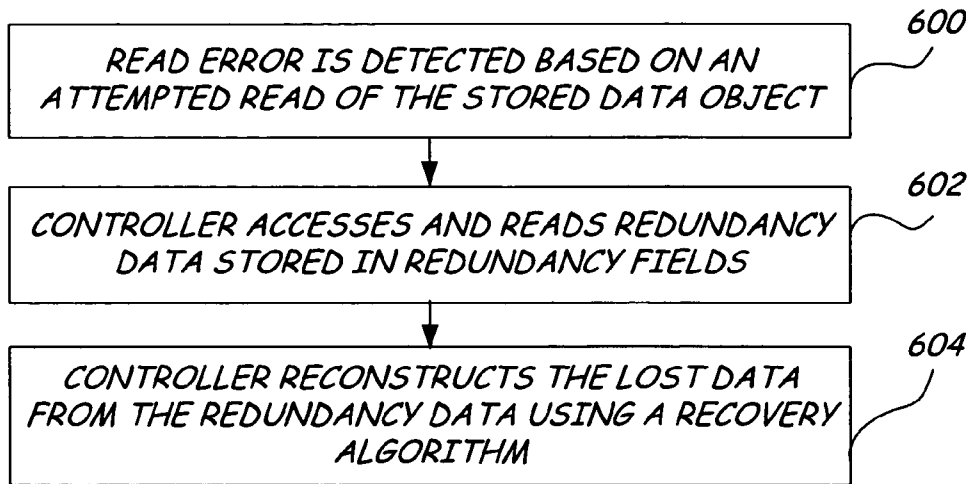 600
READ ERROR IS DETECTED BASED ON AN
ATTEMPTED READ OF THE STORED DATA OBJECT
602
CONTROLLER ACCESSES AND READS REDUNDANCY
DATA STORED IN REDUNDANCY FIELDS
604
CONTROLLER RECONSTRUCTS THE LOST DATA
FROM THE REDUNDANCY DATA USING A RECOVERY
ALGORITHM